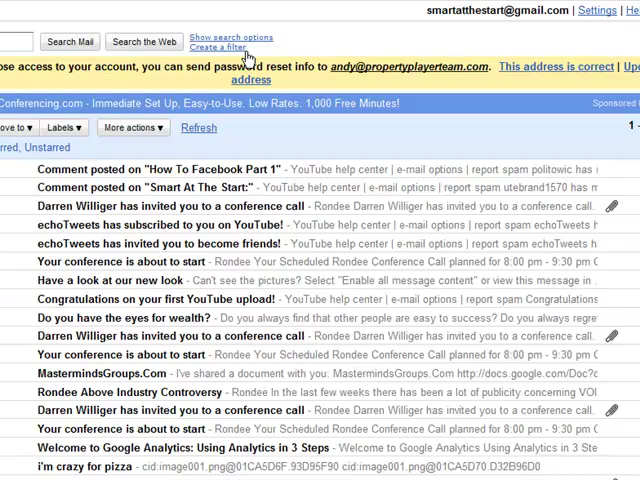 smartatthestart@gmail.com | Settings | He
Search Mail Search the Web Show search options
Create a filter
ose access to your account, you can send password reset info to andy@propertyplayerteam.com. This address is correct | Upd
address
Conferencing.com - Immediate Set Up, Easy-to-Use. Low Rates. 1,000 Free Minutes! Sponsored
ove to ▾ Labels ▾ More actions ▾ Refresh 1 -
rred, Unstarred
Comment posted on "How To Facebook Part 1" - YouTube help center | e-mail options | report spam politowic has
Comment posted on "Smart At The Start:" - YouTube help center | e-mail options | report spam utebrand1570 has m
Darren Williger has invited you to a conference call - Rondee Darren Williger has invited you to a conference call.
echoTweets has subscribed to you on YouTube! - YouTube help center | e-mail options | report spam echoTweets h
echoTweets has invited you to become friends! - YouTube help center | e-mail options | report spam echoTweets h
Your conference is about to start - Rondee Your Scheduled Rondee Conference Call planned for 8:00 pm - 9:30 pm C
Have a look at our new look - Can't see the pictures? Select "Enable all message content" or view this message in .
Congratulations on your first YouTube upload! - YouTube help center | e-mail options | report spam Congratulations
Do you have the eyes for wealth? - Do you always find that other people are easy to success? Do you always regre
Darren Williger has invited you to a conference call - Rondee Darren Williger has invited you to a conference call.
Your conference is about to start - Rondee Your Scheduled Rondee Conference Call planned for 8:00 pm - 9:30 pm C
MastermindsGroups.Com - I've shared a document with you: MastermindsGroups.Com http://docs.google.com/Doc?
Rondee Above Industry Controversy - Rondee In the last few weeks there has been a lot of publicity concerning VOI
Darren Williger has invited you to a conference call - Rondee Darren Williger has invited you to a conference call.
Your conference is about to start - Rondee Your Scheduled Rondee Conference Call planned for 8:00 pm - 9:30 pm C
Welcome to Google Analytics: Using Analytics in 3 Steps - Welcome to Google Analytics Using Analytics in 3 Ste
i'm crazy for pizza - cid:image001.png@01CA5D6F.93D95F90 cid:image001.png@01CA5D70.D32B96D0